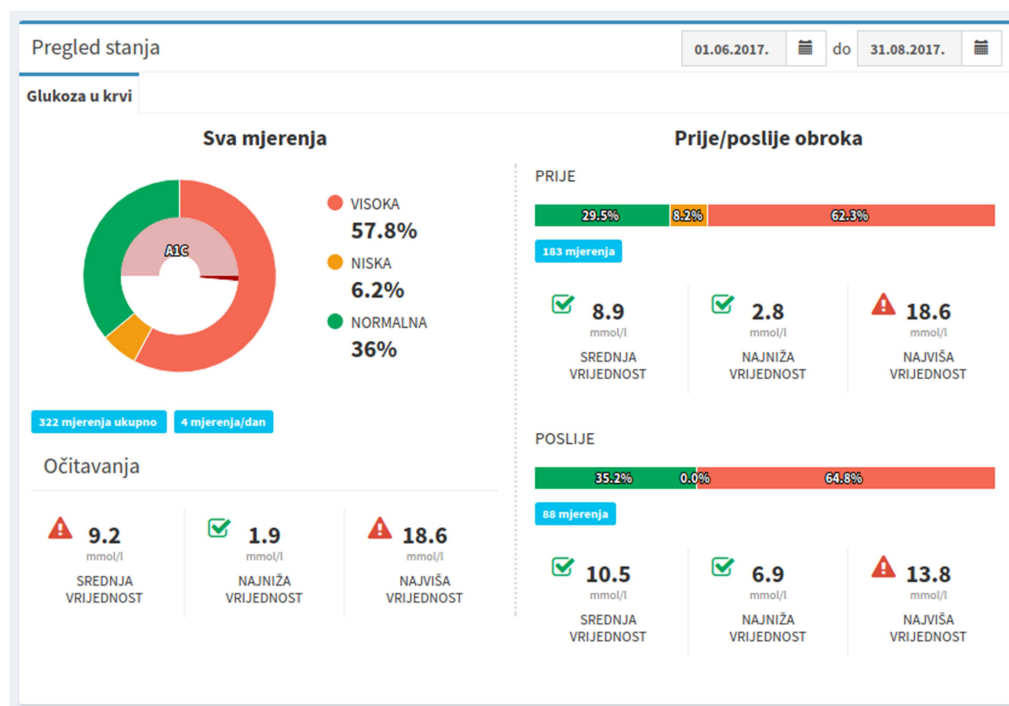 Pregled stanja
01.06.2017. do 31.08.2017.
Glukoza u krvi
Sva mjerenja
A1C
VISOKA
57.8%
NISKA
6.2%
NORMALNA
36%
322 mjerenja ukupno 4 mjerenja/dan
Očitavanja
9.2 1.9 18.6
mmol/l mmol/l mmol/l
SREDNJA NAJNIŽA NAJVIŠA
VRIJEDNOST VRIJEDNOST VRIJEDNOST
Prije/poslije obroka
PRIJE
29.5% 8.2% 62.3%
183 mjerenja
8.9 2.8 18.6
mmol/l mmol/l mmol/l
SREDNJA NAJNIŽA NAJVIŠA
VRIJEDNOST VRIJEDNOST VRIJEDNOST
POSLIJE
35.2% 0.0% 64.8%
88 mjerenja
10.5 6.9 13.8
mmol/l mmol/l mmol/l
SREDNJA NAJNIŽA NAJVIŠA
VRIJEDNOST VRIJEDNOST VRIJEDNOST